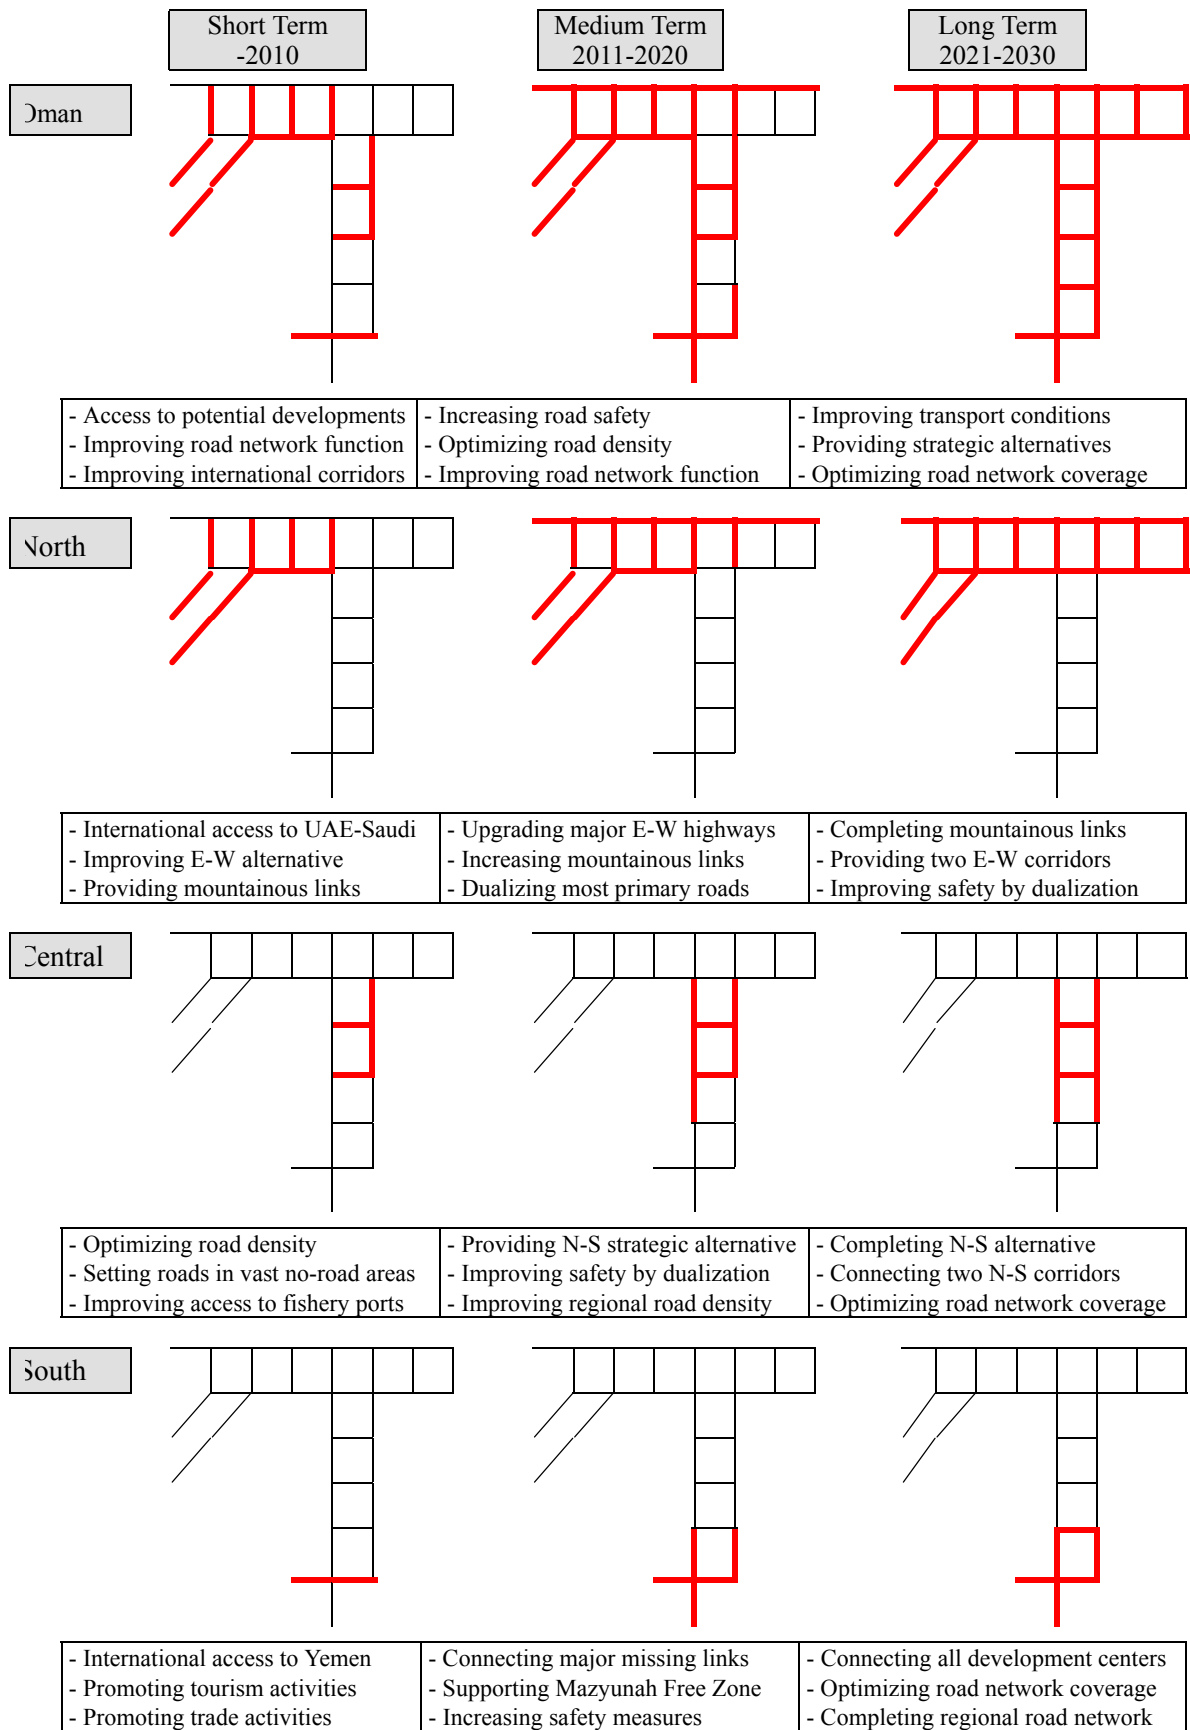 Short Term
-2010
Medium Term
2011-2020
Long Term
2021-2030
Oman
- Access to potential developments
- Improving road network function
- Improving international corridors
- Increasing road safety
- Optimizing road density
- Improving road network function
- Improving transport conditions
- Providing strategic alternatives
- Optimizing road network coverage
North
- International access to UAE-Saudi
- Improving E-W alternative
- Providing mountainous links
- Upgrading major E-W highways
- Increasing mountainous links
- Dualizing most primary roads
- Completing mountainous links
- Providing two E-W corridors
- Improving safety by dualization
Central
- Optimizing road density
- Setting roads in vast no-road areas
- Improving access to fishery ports
- Providing N-S strategic alternative
- Improving safety by dualization
- Improving regional road density
- Completing N-S alternative
- Connecting two N-S corridors
- Optimizing road network coverage
South
- International access to Yemen
- Promoting tourism activities
- Promoting trade activities
- Connecting major missing links
- Supporting Mazyunah Free Zone
- Increasing safety measures
- Connecting all development centers
- Optimizing road network coverage
- Completing regional road network